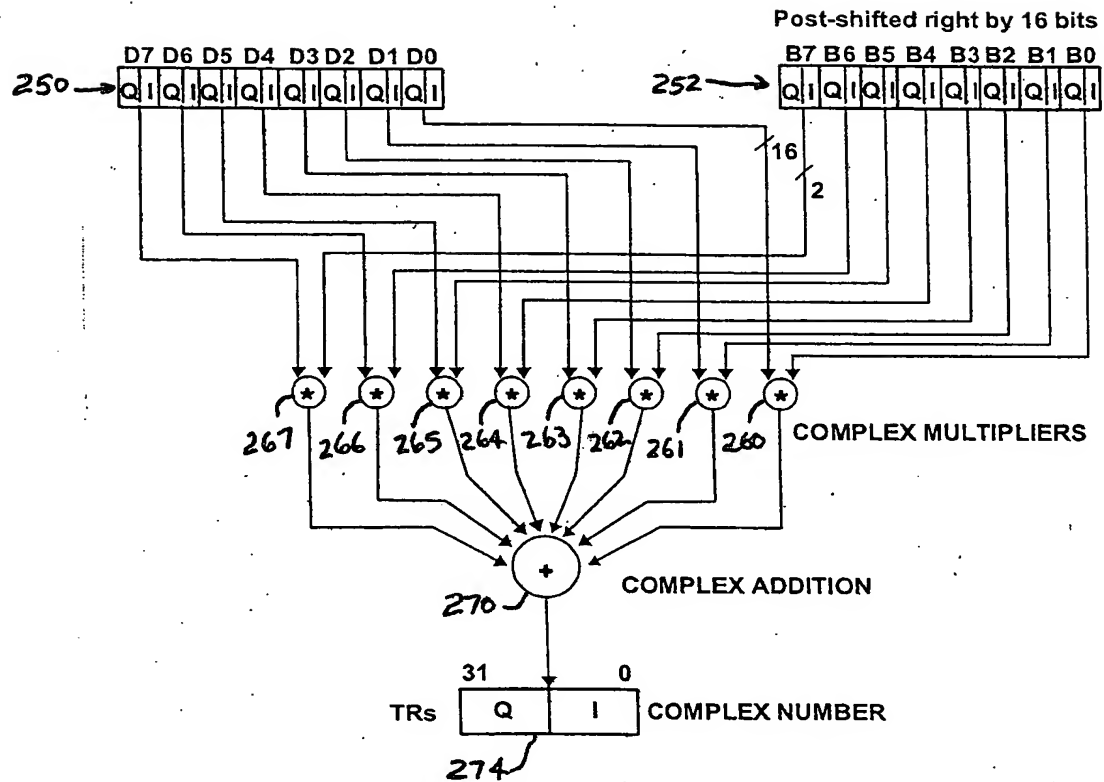 Post-shifted right by 16 bits
D7 D6 D5 D4 D3 D2 D1 D0
B7 B6 B5 B4 B3 B2 B1 B0
250
Q I Q I Q I Q I Q I Q I Q I Q I
252
Q I Q I Q I Q I Q I Q I Q I Q I
16
2
* * * * * * * *
267 266 265 264 263 262 261 260
COMPLEX MULTIPLIERS
+
COMPLEX ADDITION
270
31 0
TRs Q I COMPLEX NUMBER
274